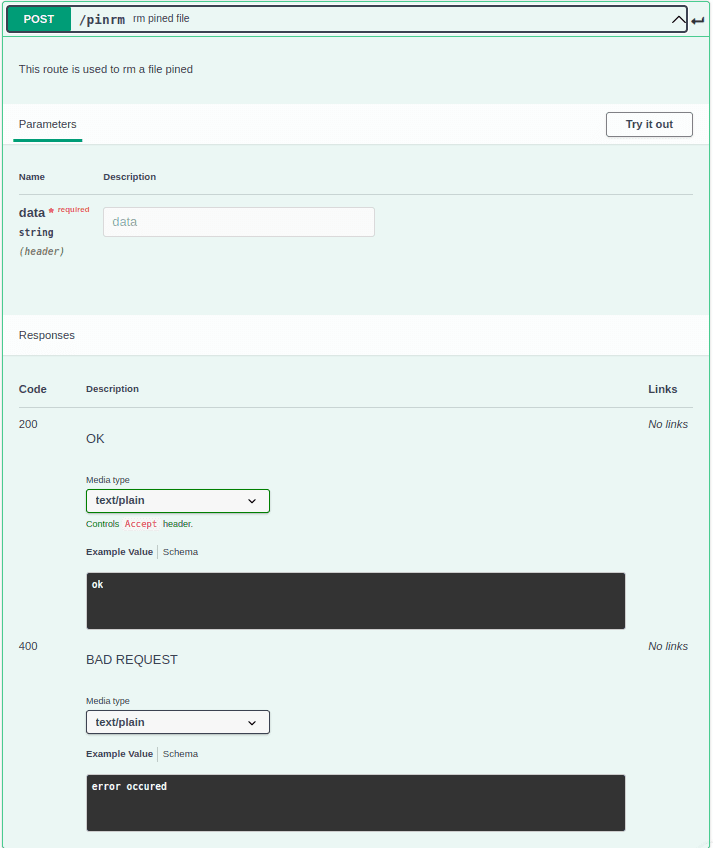 POST /pinrm rm pined file
This route is used to rm a file pined
Parameters
Try it out
Name Description
data * required
string
(header)
data
Responses
Code Description Links
200
OK
No links
Media type
text/plain
Controls Accept header.
Example Value Schema
ok
400
BAD REQUEST
No links
Media type
text/plain
Example Value Schema
error occured